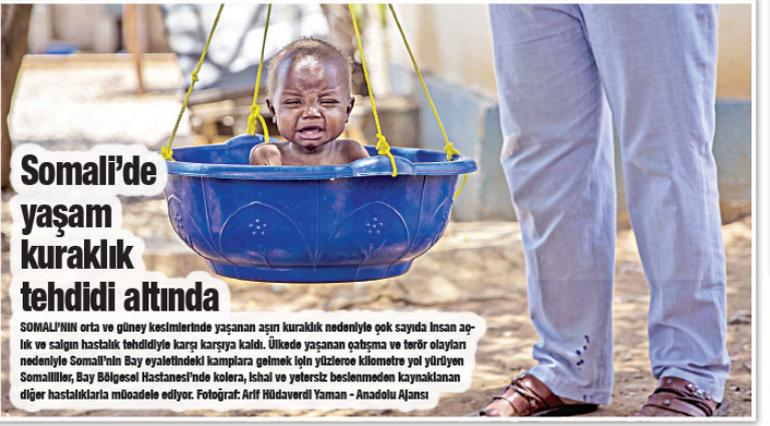 Somali’de
yaşam
kuraklık
tehdidi altında
SOMALİ’NİN orta ve güney kesimlerinde yaşanan aşırı kuraklık nedeniyle çok sayıda insan aç-
lık ve salgın hastalık tehdidiyle karşı karşıya kaldı. Ülkede yaşanan çatışma ve terör olayları
nedeniyle Somali’nin Bay eyaletindeki kamplara gelmek için yüzlerce kilometre yol yürüyen
Somalililer, Bay Bölgesel Hastanesi’nde kolera, ishal ve yetersiz beslenmeden kaynaklanan
diğer hastalıklarla mücadele ediyor. Fotoğraf: Arif Hüdaverdi Yaman - Anadolu Ajansı